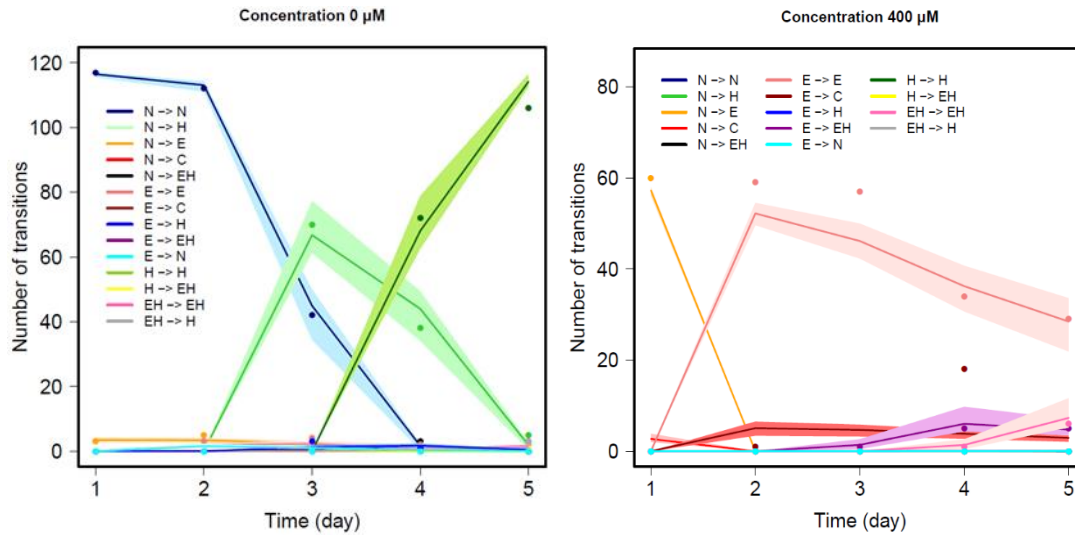 Concentration 0 µM
Number of transitions
120
100
80
60
40
20
0
N −> N
N −> H
N −> E
N −> C
N −> EH
E −> E
E −> C
E −> H
E −> EH
E −> N
H −> H
H −> EH
EH −> EH
EH −> H
1 2 3 4 5
Time (day)
Concentration 400 µM
Number of transitions
80
60
40
20
0
N −> N E −> E H −> H
N −> H E −> C H −> EH
N −> E E −> H EH −> EH
N −> C E −> EH EH −> H
N −> EH E −> N
1 2 3 4 5
Time (day)